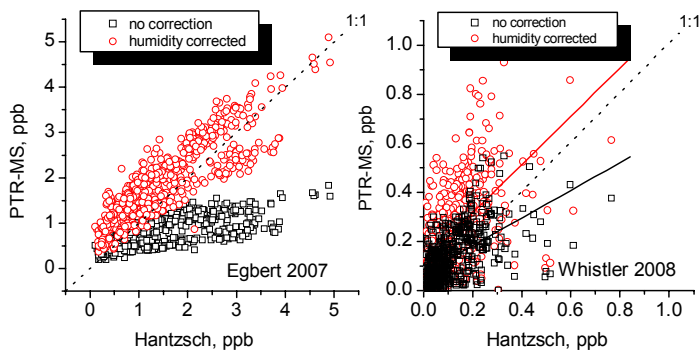 no correction
humidity corrected
1:1
5
4
3
2
1
0
PTR-MS, ppb
Egbert 2007
0 1 2 3 4 5
Hantzsch, ppb
no correction
humidity corrected
1:1
1.0
0.8
0.6
0.4
0.2
0.0
PTR-MS, ppb
Whistler 2008
0.0 0.2 0.4 0.6 0.8 1.0
Hantzsch, ppb